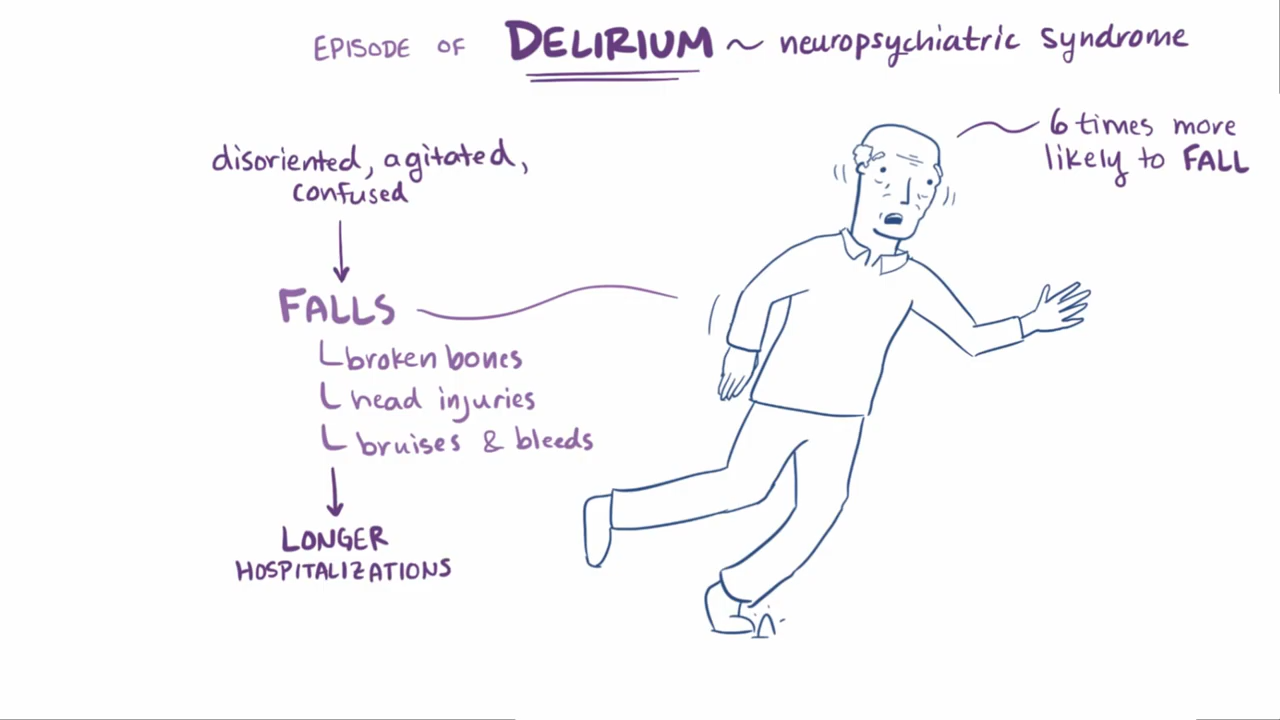 EPISODE OF DELIRIUM ~ neuropsychiatric syndrome
6 times more
likely to FALL
disoriented, agitated,
confused
FALLS
broken bones
head injuries
bruises & bleeds
LONGER
HOSPITALIZATIONS